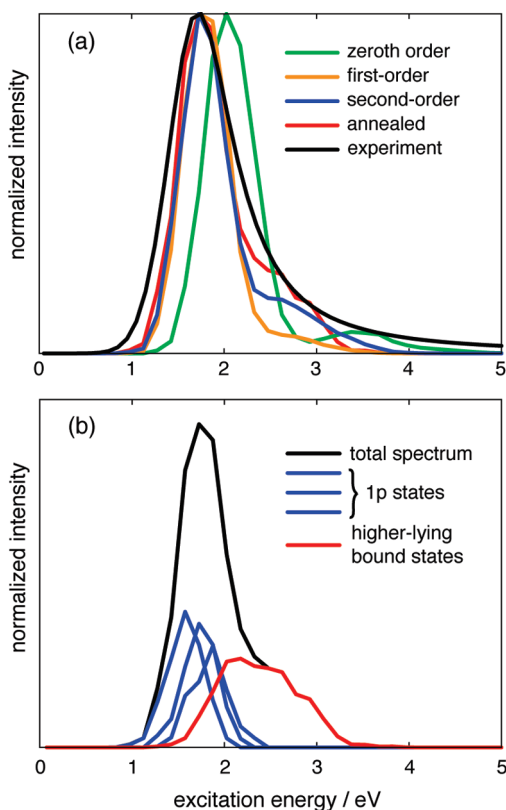 (a)
zeroth order
first-order
second-order
annealed
experiment
normalized intensity
0 1 2 3 4 5
(b)
total spectrum
1p states
higher-lying
bound states
normalized intensity
0 1 2 3 4 5
excitation energy / eV